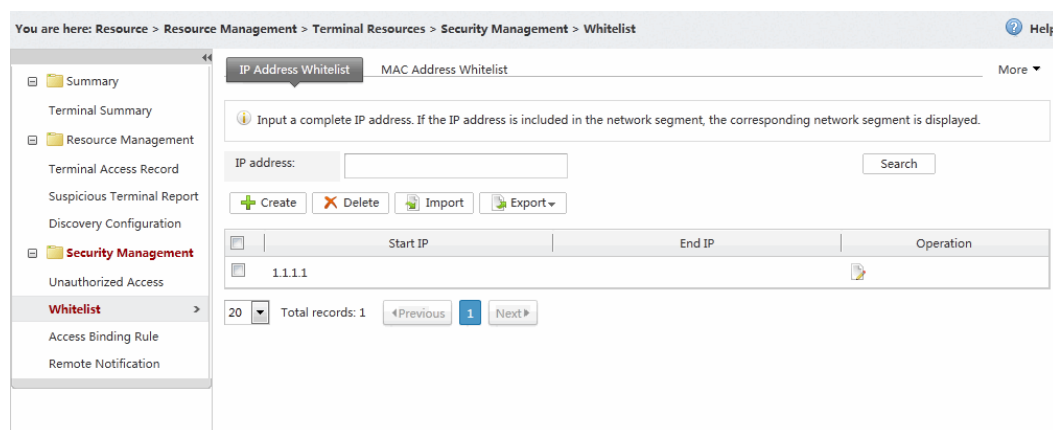 You are here: Resource > Resource Management > Terminal Resources > Security Management > Whitelist
Help
Summary
Terminal Summary
Resource Management
Terminal Access Record
Suspicious Terminal Report
Discovery Configuration
Security Management
Unauthorized Access
Whitelist >
Access Binding Rule
Remote Notification
IP Address Whitelist MAC Address Whitelist More
Input a complete IP address. If the IP address is included in the network segment, the corresponding network segment is displayed.
IP address: Search
Create Delete Import Export
Start IP End IP Operation
1.1.1.1
20 Total records: 1 Previous 1 Next